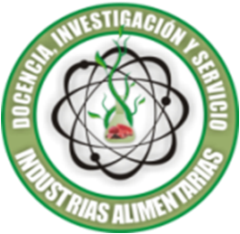 DOCENCIA, INVESTIGACIÓN Y SERVICIO
INDUSTRIAS ALIMENTARIAS